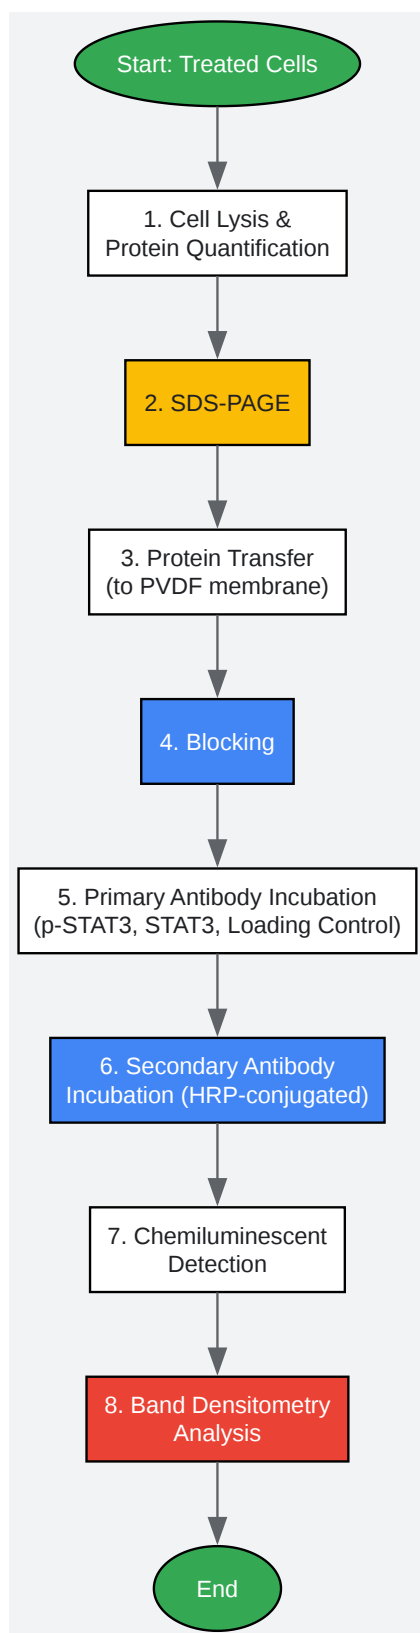 Start: Treated Cells
1. Cell Lysis &
Protein Quantification
2. SDS-PAGE
3. Protein Transfer
(to PVDF membrane)
4. Blocking
5. Primary Antibody Incubation
(p-STAT3, STAT3, Loading Control)
6. Secondary Antibody
Incubation (HRP-conjugated)
7. Chemiluminescent
Detection
8. Band Densitometry
Analysis
End